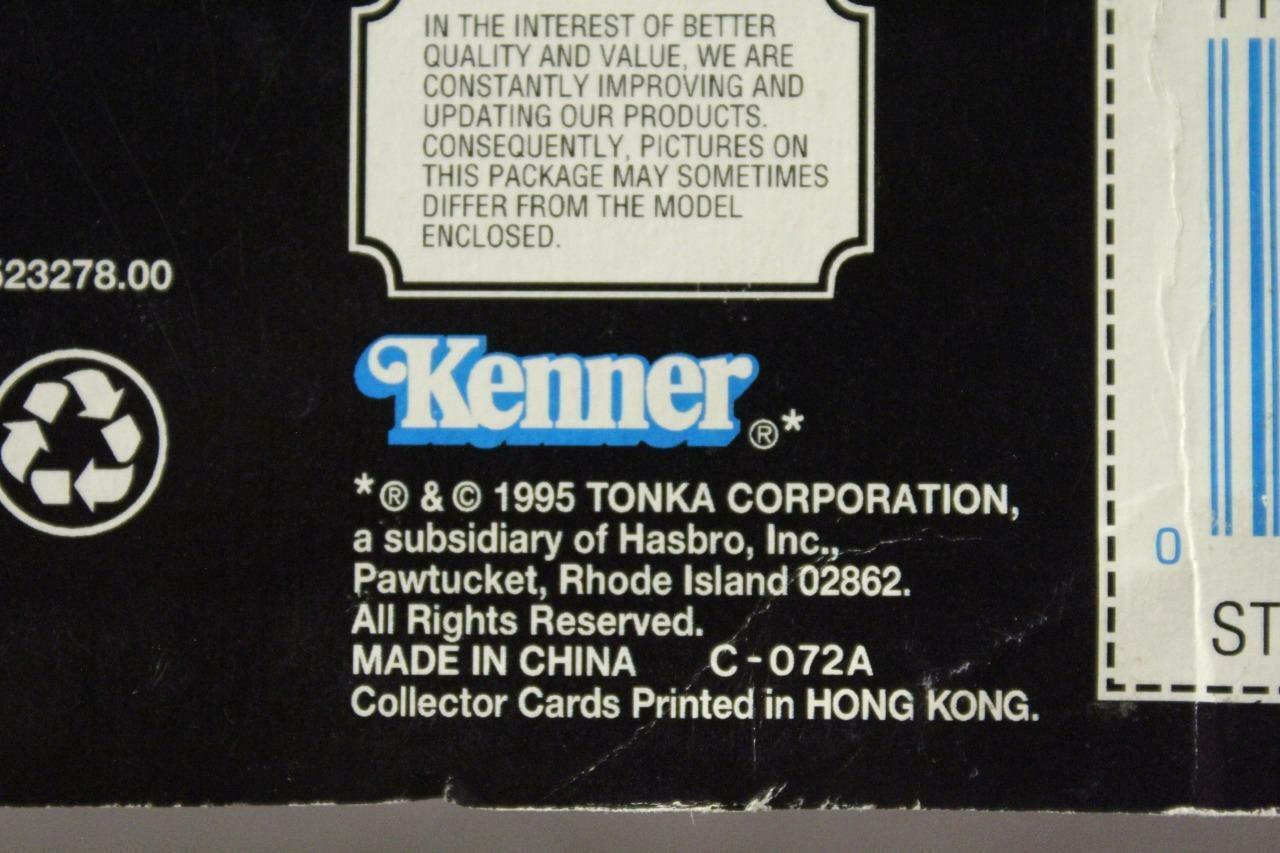 IN THE INTEREST OF BETTER
QUALITY AND VALUE, WE ARE
CONSTANTLY IMPROVING AND
UPDATING OUR PRODUCTS.
CONSEQUENTLY, PICTURES ON
THIS PACKAGE MAY SOMETIMES
DIFFER FROM THE MODEL
ENCLOSED.
523278.00
Kenner ®*
*® & © 1995 TONKA CORPORATION,
a subsidiary of Hasbro, Inc.,
Pawtucket, Rhode Island 02862.
All Rights Reserved.
MADE IN CHINA C-072A
Collector Cards Printed in HONG KONG.
0
ST